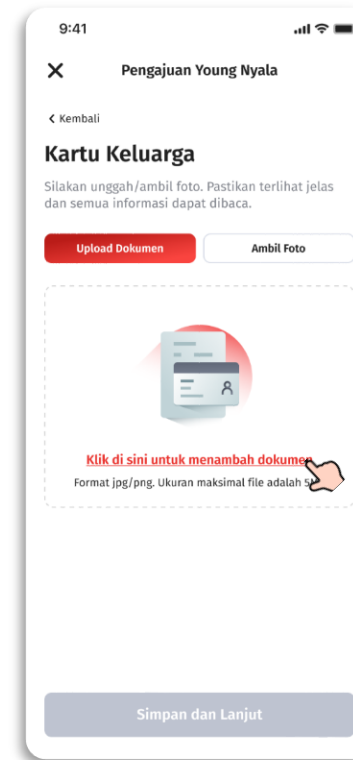 9:41
Pengajuan Young Nyala
Kembali
Kartu Keluarga
Silakan unggah/ambil foto. Pastikan terlihat jelas
dan semua informasi dapat dibaca.
Upload Dokumen
Ambil Foto
Klik di sini untuk menambah dokumen
Format jpg/png. Ukuran maksimal file adalah
Simpan dan Lanjut